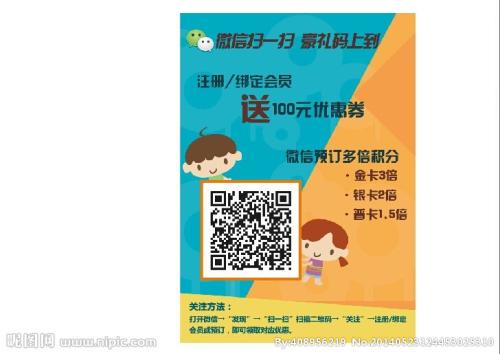 微信扫一扫 豪礼码上到
注册/绑定会员
送100元优惠券
微信预订多倍积分
·金卡3倍
·银卡2倍
·普卡1.5倍
关注方法：
打开微信→“发现”→“扫一扫”扫描二维码→“关注”→注册/绑定
会员或预订，即可领取对应优惠。
昵图网 www.nipic.com
By:408956219 No.20140523124453035310